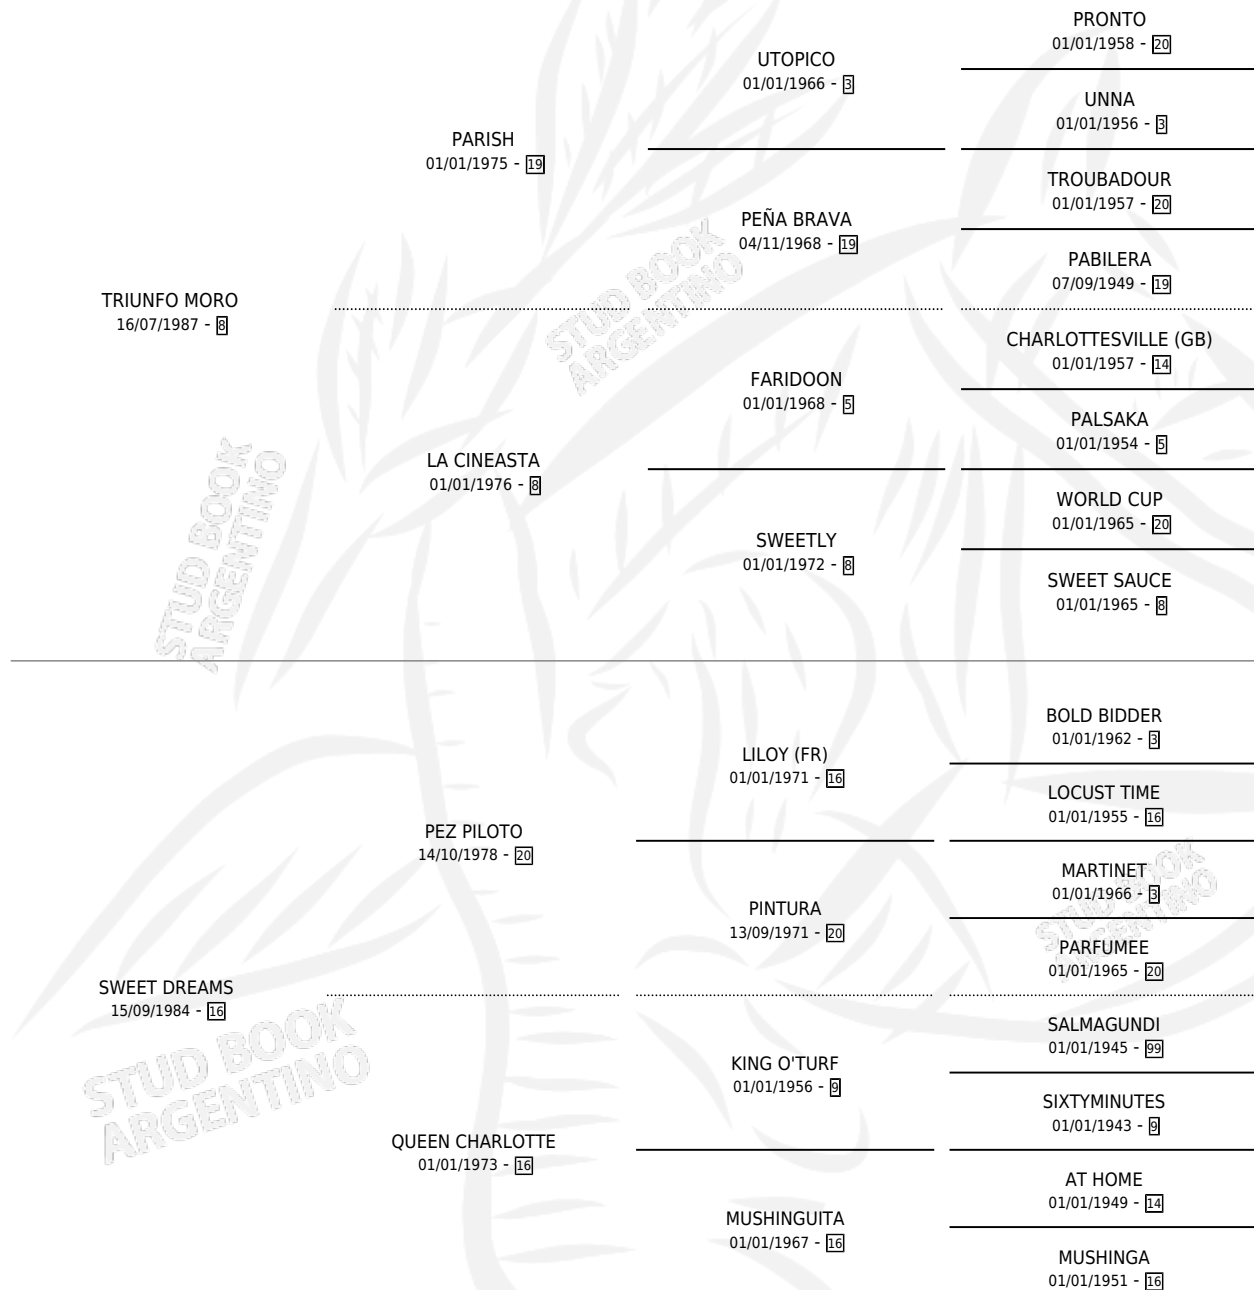 PRONTO
01/01/1958 - 20
UTOPICO
01/01/1966 - 3
UNNA
01/01/1956 - 3
PARISH
01/01/1975 - 19
TROUBADOUR
01/01/1957 - 20
PEÑA BRAVA
04/11/1968 - 19
PABILERA
07/09/1949 - 19
TRIUNFO MORO
16/07/1987 - 8
CHARLOTTESVILLE (GB)
01/01/1957 - 14
FARIDOON
01/01/1968 - 5
PALSAKA
01/01/1954 - 5
LA CINEASTA
01/01/1976 - 8
WORLD CUP
01/01/1965 - 20
SWEETLY
01/01/1972 - 8
SWEET SAUCE
01/01/1965 - 8
BOLD BIDDER
01/01/1962 - 3
LILOY (FR)
01/01/1971 - 16
LOCUST TIME
01/01/1955 - 16
PEZ PILOTO
14/10/1978 - 20
MARTINET
01/01/1966 - 3
PINTURA
13/09/1971 - 20
PARFUMEE
01/01/1965 - 20
SWEET DREAMS
15/09/1984 - 16
SALMAGUNDI
01/01/1945 - 99
KING O'TURF
01/01/1956 - 9
SIXTYMINUTES
01/01/1943 - 9
QUEEN CHARLOTTE
01/01/1973 - 16
AT HOME
01/01/1949 - 14
MUSHINGUITA
01/01/1967 - 16
MUSHINGA
01/01/1951 - 16
STUD BOOK
ARGENTINO
STUD BOOK
ARGENTINO
STUD BOOK
ARGENTINO
STUD BOOK
ARGENTINO